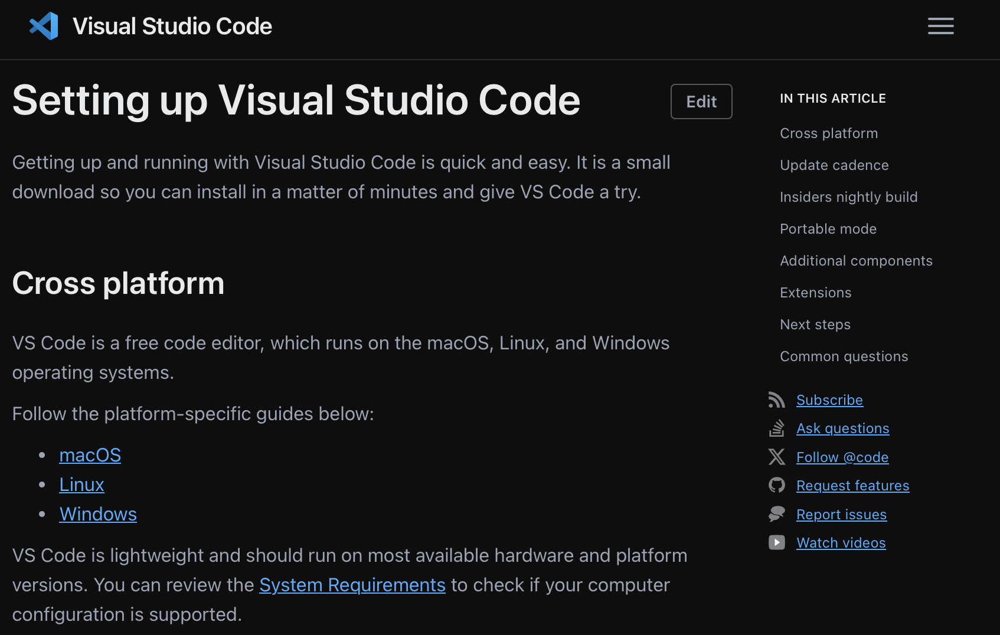 Visual Studio Code
Setting up Visual Studio Code
Edit
Getting up and running with Visual Studio Code is quick and easy. It is a small
download so you can install in a matter of minutes and give VS Code a try.
Cross platform
VS Code is a free code editor, which runs on the macOS, Linux, and Windows
operating systems.
Follow the platform-specific guides below:
• macOS
• Linux
• Windows
VS Code is lightweight and should run on most available hardware and platform
versions. You can review the System Requirements to check if your computer
configuration is supported.
IN THIS ARTICLE
Cross platform
Update cadence
Insiders nightly build
Portable mode
Additional components
Extensions
Next steps
Common questions
Subscribe
Ask questions
Follow @code
Request features
Report issues
Watch videos